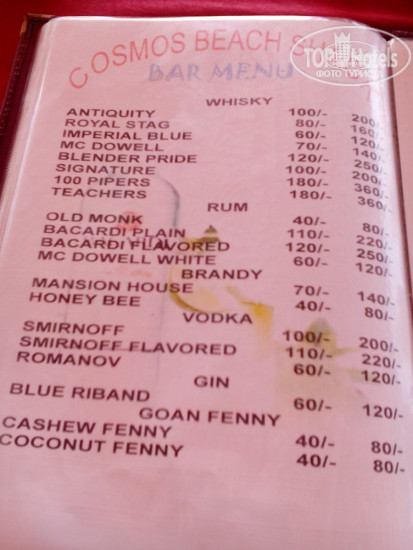 COSMOS BEACH
BAR MENU
TOP Hotels
ФОТО ТУРИСТА
WHISKY
ANTIQUITY 100/- 200/-
ROYAL STAG 80/- 160/-
IMPERIAL BLUE 60/- 120/-
MC DOWELL 70/- 140/-
BLENDER PRIDE 120/- 250/-
SIGNATURE 100/- 200/-
100 PIPERS 180/- 360/-
TEACHERS 180/- 360/-
RUM
OLD MONK 40/- 80/-
BACARDI PLAIN 110/- 220/-
BACARDI FLAVORED 120/- 250/-
MC DOWELL WHITE 60/- 120/-
BRANDY
MANSION HOUSE 70/- 140/-
HONEY BEE 40/- 80/-
VODKA
SMIRNOFF 100/- 200/-
SMIRNOFF FLAVORED 110/- 220/-
ROMANOV 60/- 120/-
GIN
BLUE RIBAND 60/- 120/-
GOAN FENNY
CASHEW FENNY 40/- 80/-
COCONUT FENNY 40/- 80/-